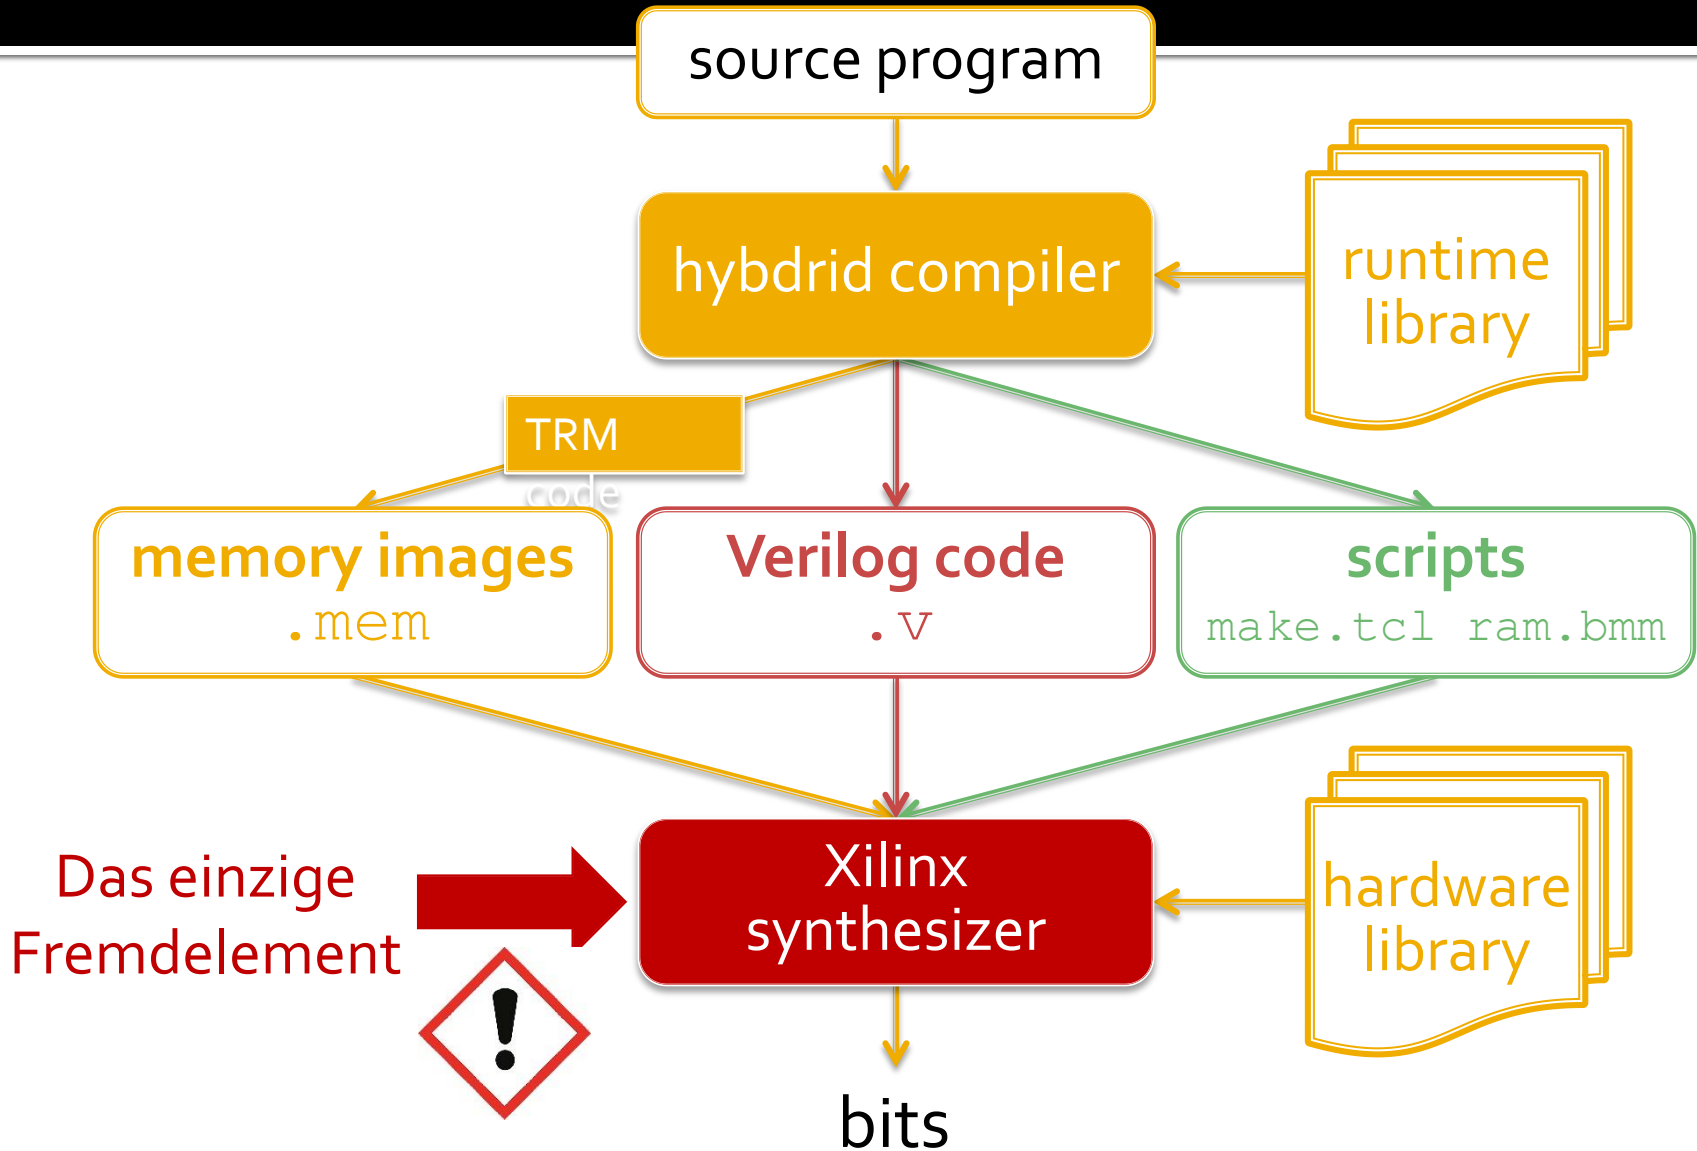 source program
hybdrid compiler
runtime
library
TRM
code
memory images
.mem
Verilog code
.v
scripts
make.tcl ram.bmm
Das einzige
Fremdelement
Xilinx
synthesizer
hardware
library
bits